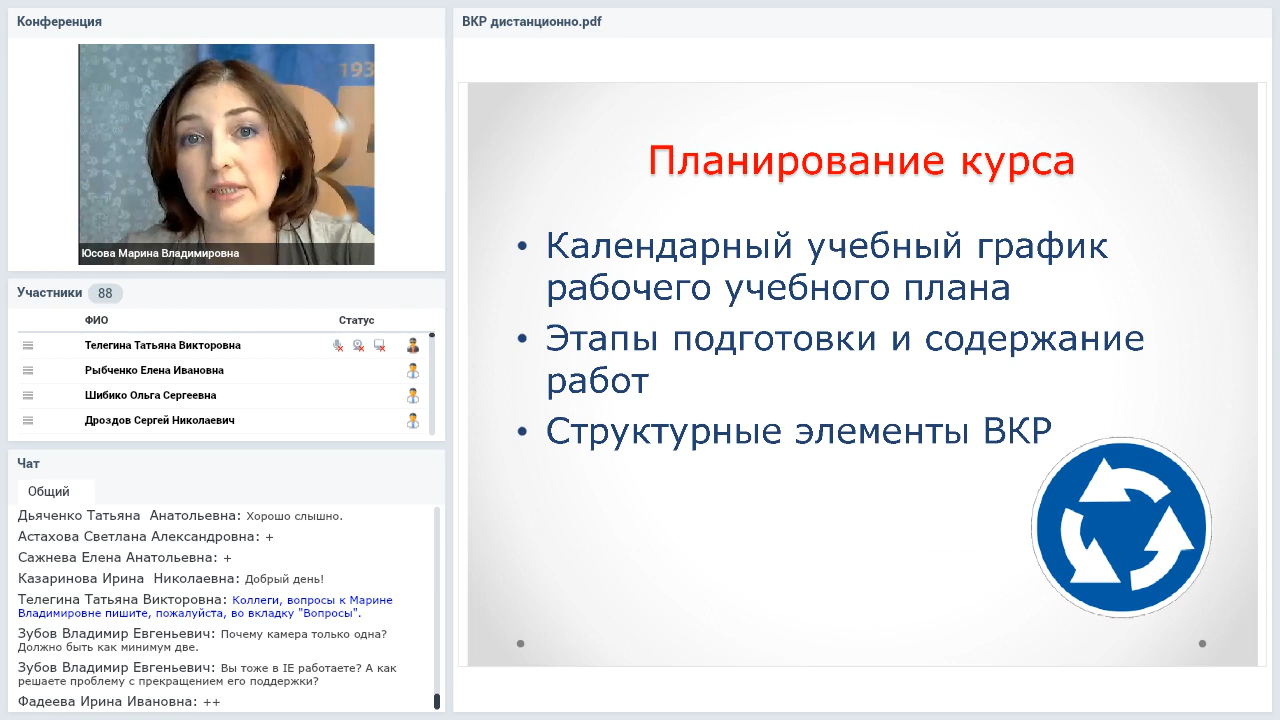 Конференция
193
Юсова Марина Владимировна
Участники 88
ФИО Статус
Телегина Татьяна Викторовна
Рыбченко Елена Ивановна
Шибико Ольга Сергеевна
Дроздов Сергей Николаевич
Чат
Общий
Дьяченко Татьяна Анатольевна: Хорошо слышно.
Астахова Светлана Александровна: +
Сажнева Елена Анатольевна: +
Казаринова Ирина Николаевна: Добрый день!
Телегина Татьяна Викторовна: Коллеги, вопросы к Марине
Владимировне пишите, пожалуйста, во вкладку "Вопросы".
Зубов Владимир Евгеньевич: Почему камера только одна?
Должно быть как минимум две.
Зубов Владимир Евгеньевич: Вы тоже в IE работаете? А как
решаете проблему с прекращением его поддержки?
Фадеева Ирина Ивановна: ++
ВКР дистанционно.pdf
Планирование курса
• Календарный учебный график
рабочего учебного плана
• Этапы подготовки и содержание
работ
• Структурные элементы ВКР